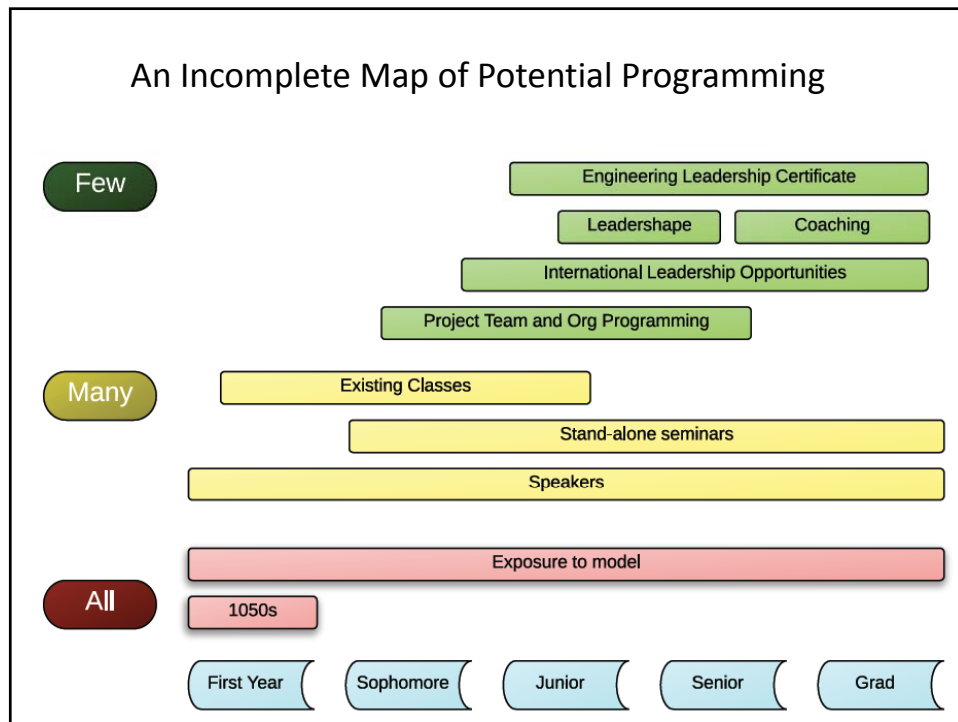 An Incomplete Map of Potential Programming
Few
Engineering Leadership Certificate
Leadershape
Coaching
International Leadership Opportunities
Project Team and Org Programming
Many
Existing Classes
Stand-alone seminars
Speakers
Exposure to model
All
1050s
First Year
Sophomore
Junior
Senior
Grad